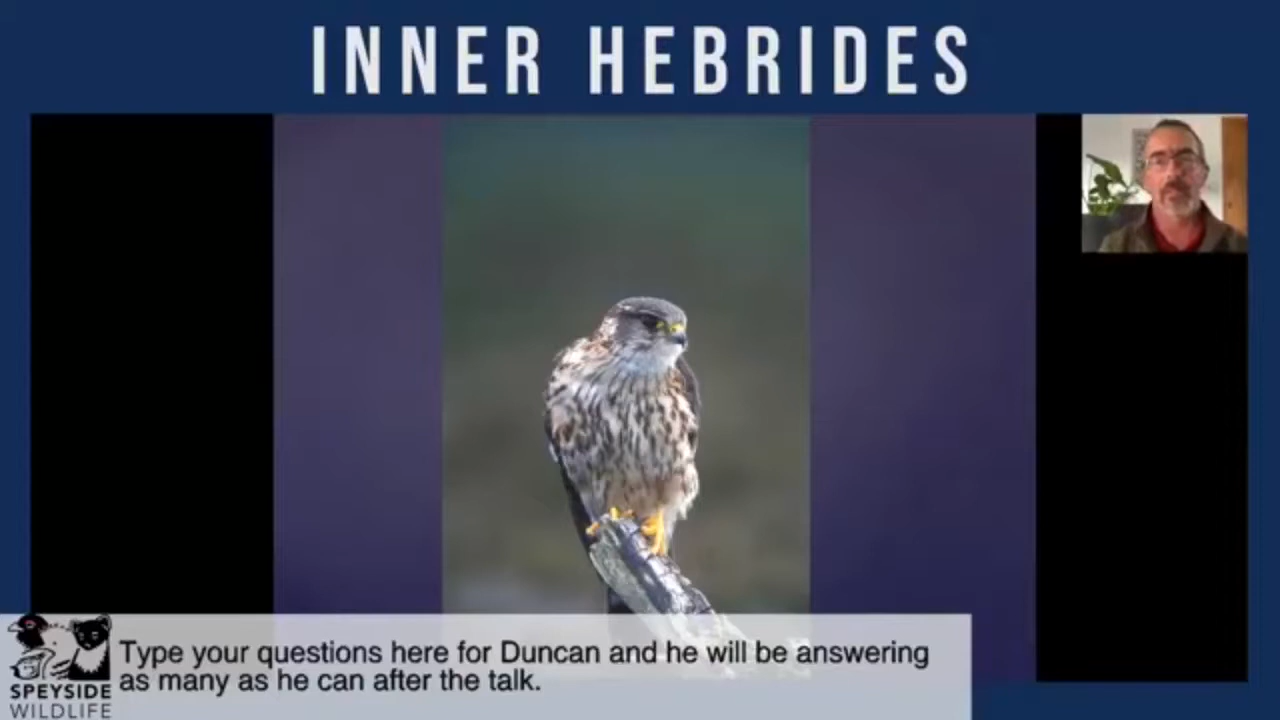 INNER HEBRIDES
Type your questions here for Duncan and he will be answering
as many as he can after the talk.
SPEYSIDE
WILDLIFE